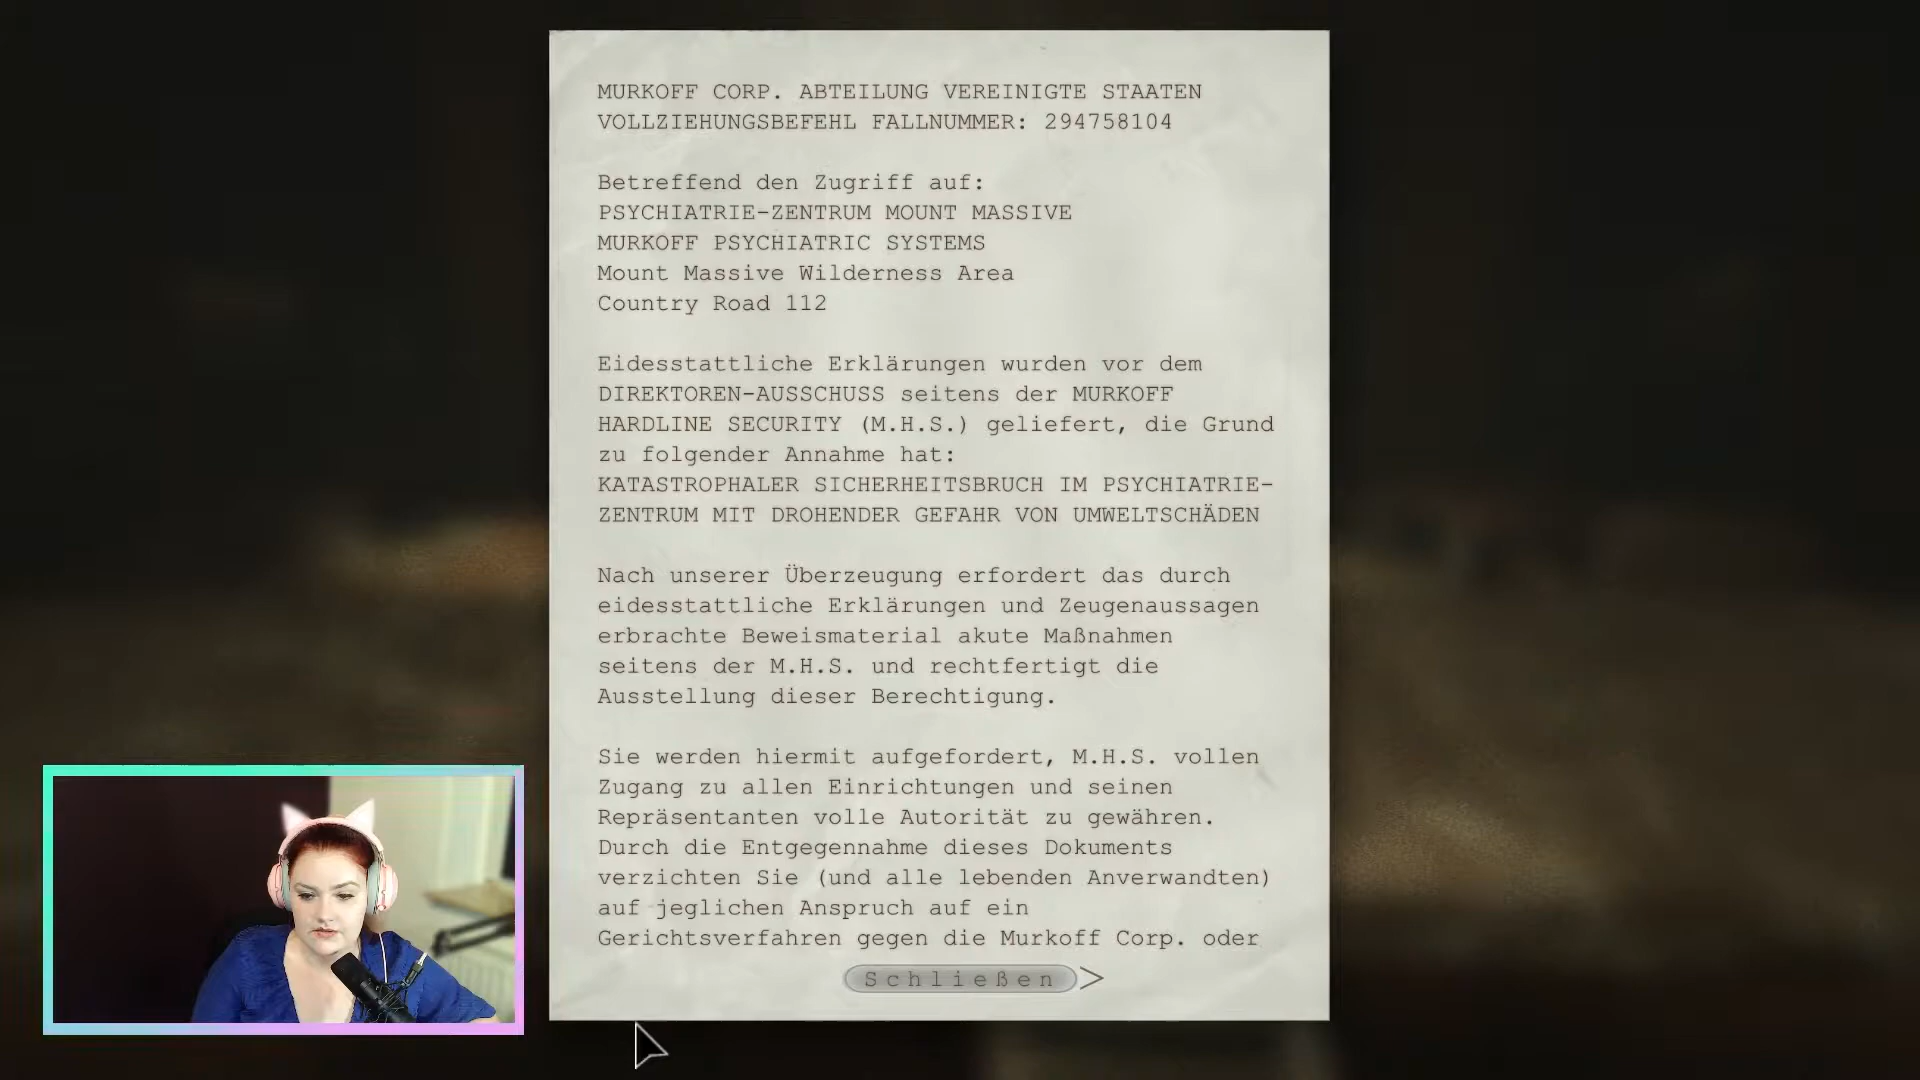 MURKOFF CORP. ABTEILUNG VEREINIGTE STAATEN
VOLLZIEHUNGSBEFEHL FALLNUMMER: 294758104
Betreffend den Zugriff auf:
PSYCHIATRIE-ZENTRUM MOUNT MASSIVE
MURKOFF PSYCHIATRIC SYSTEMS
Mount Massive Wilderness Area
Country Road 112
Eidesstattliche Erklärungen wurden vor dem
DIREKTOREN-AUSSCHUSS seitens der MURKOFF
HARDLINE SECURITY (M.H.S.) geliefert, die Grund
zu folgender Annahme hat:
KATASTROPHALER SICHERHEITSBRUCH IM PSYCHIATRIE-
ZENTRUM MIT DROHENDER GEFAHR VON UMWELTSCHÄDEN
Nach unserer Überzeugung erfordert das durch
eidesstattliche Erklärungen und Zeugenaussagen
erbrachte Beweismaterial akute Maßnahmen
seitens der M.H.S. und rechtfertigt die
Ausstellung dieser Berechtigung.
Sie werden hiermit aufgefordert, M.H.S. vollen
Zugang zu allen Einrichtungen und seinen
Repräsentanten volle Autorität zu gewähren.
Durch die Entgegennahme dieses Dokuments
verzichten Sie (und alle lebenden Anverwandten)
auf jeglichen Anspruch auf ein
Gerichtsverfahren gegen die Murkoff Corp. oder
Schließen >